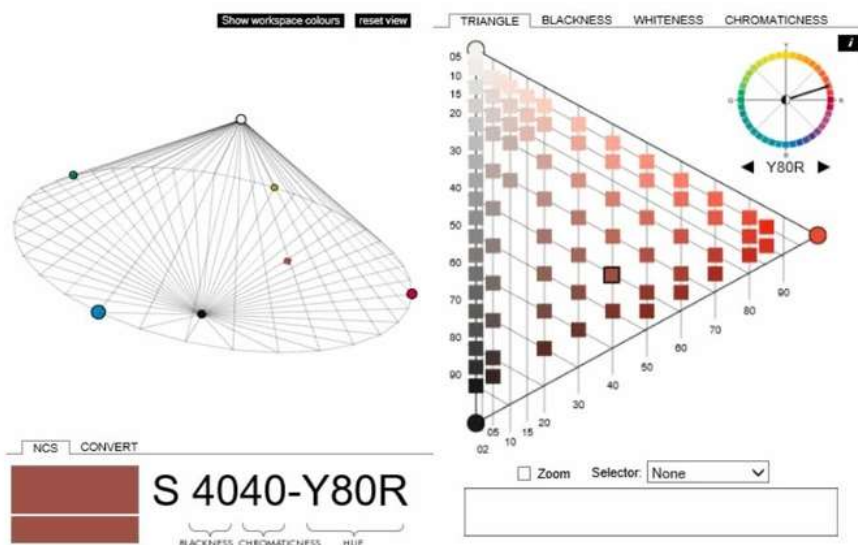 Show workspace colours reset view
TRIANGLE BLACKNESS WHITENESS CHROMATICNESS
i
Y
G
R
B
Y80R
05
10
15
20
30
40
50
60
70
80
90
02
05
10
15
20
30
40
50
60
70
80
90
NCS CONVERT
S 4040-Y80R
BLACKNESS CHROMATICNESS HUE
Zoom Selector: None